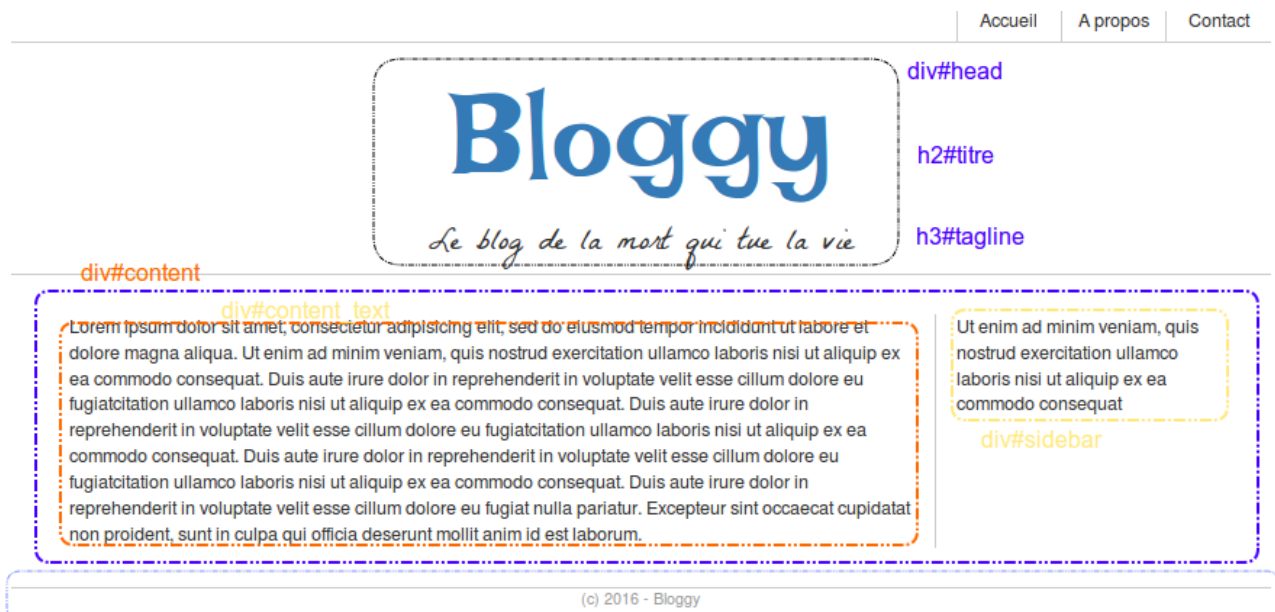 Accueil A propos Contact
div#head
Bloggy
h2#titre
Le blog de la mort qui tue la vie
h3#tagline
div#content
div#content_text
Lorem ipsum dolor sit amet, consectetur adipisicing elit, sed do eiusmod tempor incididunt ut labore et
dolore magna aliqua. Ut enim ad minim veniam, quis nostrud exercitation ullamco laboris nisi ut aliquip ex
ea commodo consequat. Duis aute irure dolor in reprehenderit in voluptate velit esse cillum dolore eu
fugiatcitation ullamco laboris nisi ut aliquip ex ea commodo consequat. Duis aute irure dolor in
reprehenderit in voluptate velit esse cillum dolore eu fugiatcitation ullamco laboris nisi ut aliquip ex ea
commodo consequat. Duis aute irure dolor in reprehenderit in voluptate velit esse cillum dolore eu
fugiatcitation ullamco laboris nisi ut aliquip ex ea commodo consequat. Duis aute irure dolor in
reprehenderit in voluptate velit esse cillum dolore eu fugiat nulla pariatur. Excepteur sint occaecat cupidatat
non proident, sunt in culpa qui officia deserunt mollit anim id est laborum.
Ut enim ad minim veniam, quis
nostrud exercitation ullamco
laboris nisi ut aliquip ex ea
commodo consequat
div#sidebar
(c) 2016 - Bloggy